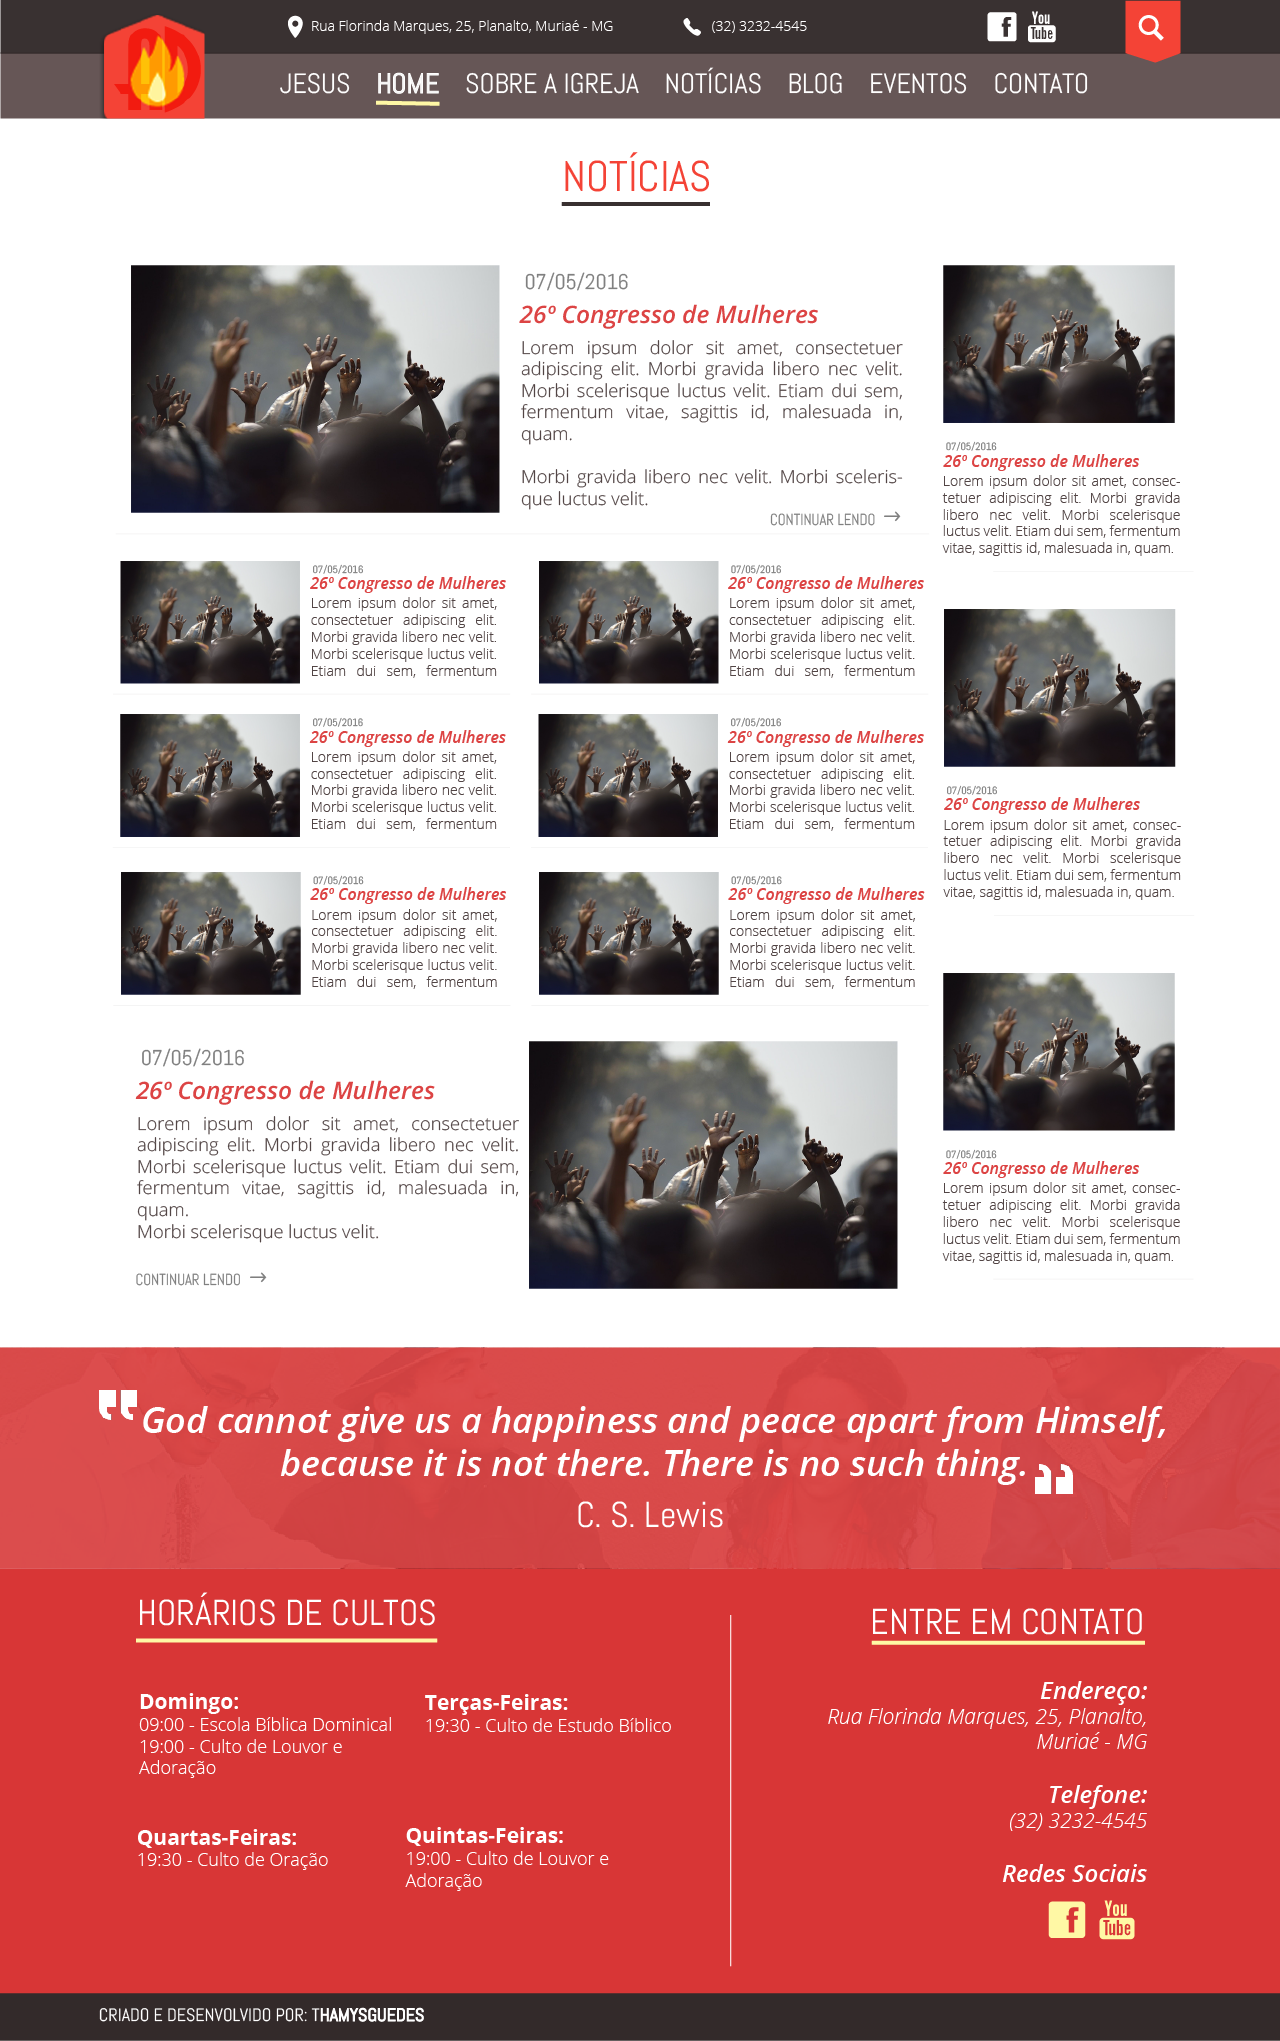 Rua Florinda Marques, 25, Planalto, Muriaé - MG
(32) 3232-4545
f
You
Tube
JESUS
HOME
SOBRE A IGREJA
NOTÍCIAS
BLOG
EVENTOS
CONTATO
NOTÍCIAS
07/05/2016
26º Congresso de Mulheres
Lorem ipsum dolor sit amet, consectetuer
adipiscing elit. Morbi gravida libero nec velit.
Morbi scelerisque luctus velit. Etiam dui sem,
fermentum vitae, sagittis id, malesuada in,
quam.
Morbi gravida libero nec velit. Morbi sceleris-
que luctus velit.
CONTINUAR LENDO →
07/05/2016
26º Congresso de Mulheres
Lorem ipsum dolor sit amet,
consectetuer adipiscing elit.
Morbi gravida libero nec velit.
Morbi scelerisque luctus velit.
Etiam dui sem, fermentum
07/05/2016
26º Congresso de Mulheres
Lorem ipsum dolor sit amet,
consectetuer adipiscing elit.
Morbi gravida libero nec velit.
Morbi scelerisque luctus velit.
Etiam dui sem, fermentum
07/05/2016
26º Congresso de Mulheres
Lorem ipsum dolor sit amet,
consectetuer adipiscing elit.
Morbi gravida libero nec velit.
Morbi scelerisque luctus velit.
Etiam dui sem, fermentum
07/05/2016
26º Congresso de Mulheres
Lorem ipsum dolor sit amet,
consectetuer adipiscing elit.
Morbi gravida libero nec velit.
Morbi scelerisque luctus velit.
Etiam dui sem, fermentum
07/05/2016
26º Congresso de Mulheres
Lorem ipsum dolor sit amet,
consectetuer adipiscing elit.
Morbi gravida libero nec velit.
Morbi scelerisque luctus velit.
Etiam dui sem, fermentum
07/05/2016
26º Congresso de Mulheres
Lorem ipsum dolor sit amet,
consectetuer adipiscing elit.
Morbi gravida libero nec velit.
Morbi scelerisque luctus velit.
Etiam dui sem, fermentum
07/05/2016
26º Congresso de Mulheres
Lorem ipsum dolor sit amet, consectetuer
adipiscing elit. Morbi gravida libero nec velit.
Morbi scelerisque luctus velit. Etiam dui sem,
fermentum vitae, sagittis id, malesuada in,
quam.
Morbi scelerisque luctus velit.
CONTINUAR LENDO →
07/05/2016
26º Congresso de Mulheres
Lorem ipsum dolor sit amet, consec-
tetuer adipiscing elit. Morbi gravida
libero nec velit. Morbi scelerisque
luctus velit. Etiam dui sem, fermentum
vitae, sagittis id, malesuada in, quam.
07/05/2016
26º Congresso de Mulheres
Lorem ipsum dolor sit amet, consec-
tetuer adipiscing elit. Morbi gravida
libero nec velit. Morbi scelerisque
luctus velit. Etiam dui sem, fermentum
vitae, sagittis id, malesuada in, quam.
07/05/2016
26º Congresso de Mulheres
Lorem ipsum dolor sit amet, consec-
tetuer adipiscing elit. Morbi gravida
libero nec velit. Morbi scelerisque
luctus velit. Etiam dui sem, fermentum
vitae, sagittis id, malesuada in, quam.
"God cannot give us a happiness and peace apart from Himself,
because it is not there. There is no such thing."
C. S. Lewis
HORÁRIOS DE CULTOS
Domingo:
09:00 - Escola Bíblica Dominical
19:00 - Culto de Louvor e
Adoração
Terças-Feiras:
19:30 - Culto de Estudo Bíblico
Quartas-Feiras:
19:30 - Culto de Oração
Quintas-Feiras:
19:00 - Culto de Louvor e
Adoração
ENTRE EM CONTATO
Endereço:
Rua Florinda Marques, 25, Planalto,
Muriaé - MG
Telefone:
(32) 3232-4545
Redes Sociais
f
You
Tube
CRIADO E DESENVOLVIDO POR: THAMYSGUEDES